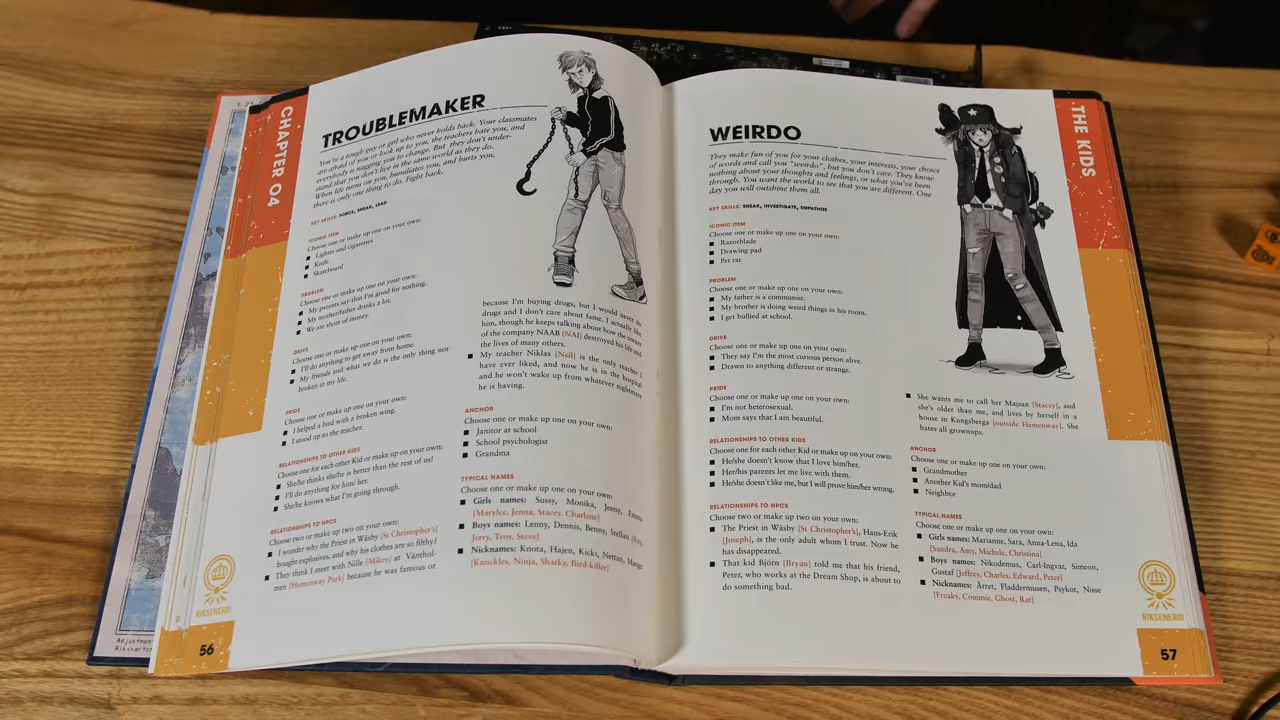 CHAPTER 04
TROUBLEMAKER
You're a tough guy or girl who never holds back. Your classmates
are afraid of you or look up to you, the teachers hate you, and
everybody is nagging you to change. But they don't under-
stand that you don't live in the same world as they do.
When life turns on you, humiliates you, and hurts you,
there is only one thing to do. Fight back.
KEY SKILLS: FORCE, SNEAK, LEAD
ICONIC ITEM
Choose one or make up one on your own:
■ Lighter and cigarettes
■ Knife
■ Skateboard
PROBLEM
Choose one or make up one on your own:
■ My parents say that I'm good for nothing.
■ My mother/father drinks a lot.
■ We are short of money.
DRIVE
Choose one or make up one on your own:
■ I'll do anything to get away from home.
■ My friends and what we do is the only thing not
broken in my life.
PRIDE
Choose one or make up one on your own:
■ I helped a bird with a broken wing.
■ I stood up to the teacher.
RELATIONSHIPS TO OTHER KIDS
Choose one for each other Kid or make up on your own:
■ She/he thinks she/he is better than the rest of us!
■ I'll do anything for him/ her.
■ She/he knows what I'm going through.
RELATIONSHIPS TO NPCS
Choose two or make up two on your own:
■ I wonder why the Priest in Wäsby [St Christopher's]
bought explosives, and why his clothes are so filthy?
■ They think I meet with Nille [Mikey] at Vänthol-
men [Hemenway Park] because he was famous or
because I'm buying drugs, but I would never do
drugs and I don't care about fame. I actually like
him, though he keeps talking about how the owner
of the company NAAB [NAI] destroyed his life and
the lives of many others.
■ My teacher Niklas [Neil] is the only teacher I
have ever liked, and now he is in the hospital
and he won't wake up from whatever nightmare
he is having.
ANCHOR
Choose one or make up one on your own:
■ Janitor at school
■ School psychologist
■ Grandma
TYPICAL NAMES
Choose one or make up one on your own:
■ Girls names: Sussy, Monika, Jenny, Emma
[Marylee, Jenna, Stacey, Charlene]
■ Boys names: Lenny, Dennis, Benny, Stellan
Jerry, Troy, Steve]
■ Nicknames: Knota, Hajen, Kicki, Nettan,
[Knuckles, Ninja, Sharky, Bird-killer]
RIKSENERGI
56
Adjustment
THE KIDS
WEIRDO
They make fun of you for your clothes, your interests, your choice
of words and call you "weirdo", but you don't care. They know
nothing about your thoughts and feelings, or what you've been
through. You want the world to see that you are different. One
day you will outshine them all.
KEY SKILLS: SNEAK, INVESTIGATE, EMPATHIZE
ICONIC ITEM
Choose one or make up one on your own:
■ Razorblade
■ Drawing pad
■ Pet rat
PROBLEM
Choose one or make up one on your own:
■ My father is a communist.
■ My brother is doing weird things in his room.
■ I get bullied at school.
DRIVE
Choose one or make up one on your own:
■ They say I'm the most curious person alive.
■ Drawn to anything different or strange.
PRIDE
Choose one or make up one on your own:
■ I'm not heterosexual.
■ Mom says that I am beautiful.
RELATIONSHIPS TO OTHER KIDS
Choose one for each other Kid or make up one on your own:
■ He/she doesn't know that I love him/her.
■ Her/his parents let me live with them.
■ He/she doesn't like me, but I will prove him/her wrong.
RELATIONSHIPS TO NPCS
Choose two or make up two on your own:
■ The Priest in Wäsby [St Christopher's], Hans-Erik
[Joseph], is the only adult whom I trust. Now he
has disappeared.
■ That kid Björn [Bryan] told me that his friend,
Peter, who works at the Dream Shop, is about to
do something bad.
■ She wants me to call her Majsan [Stacey], and
she's older than me, and lives by herself in a
house in Kungsberga [outside Hemenway]. She
hates all grownups.
ANCHOR
Choose one or make up one on your own:
■ Grandmother
■ Another Kid's mom/dad
■ Neighbor
TYPICAL NAMES
Choose one or make up one on your own:
■ Girls names: Marianne, Sara, Anna-Lena, Ida
[Sandra, Amy, Michele, Christina]
■ Boys names: Nikodemus, Carl-Ingvar, Simeon,
Gustaf [Jeffrey, Charles, Edward, Peter]
■ Nicknames: Ärret, Fladdermusen, Psykot, Nisse
[Freaky, Commie, Ghost, Rat]
RIKSENERGI
57